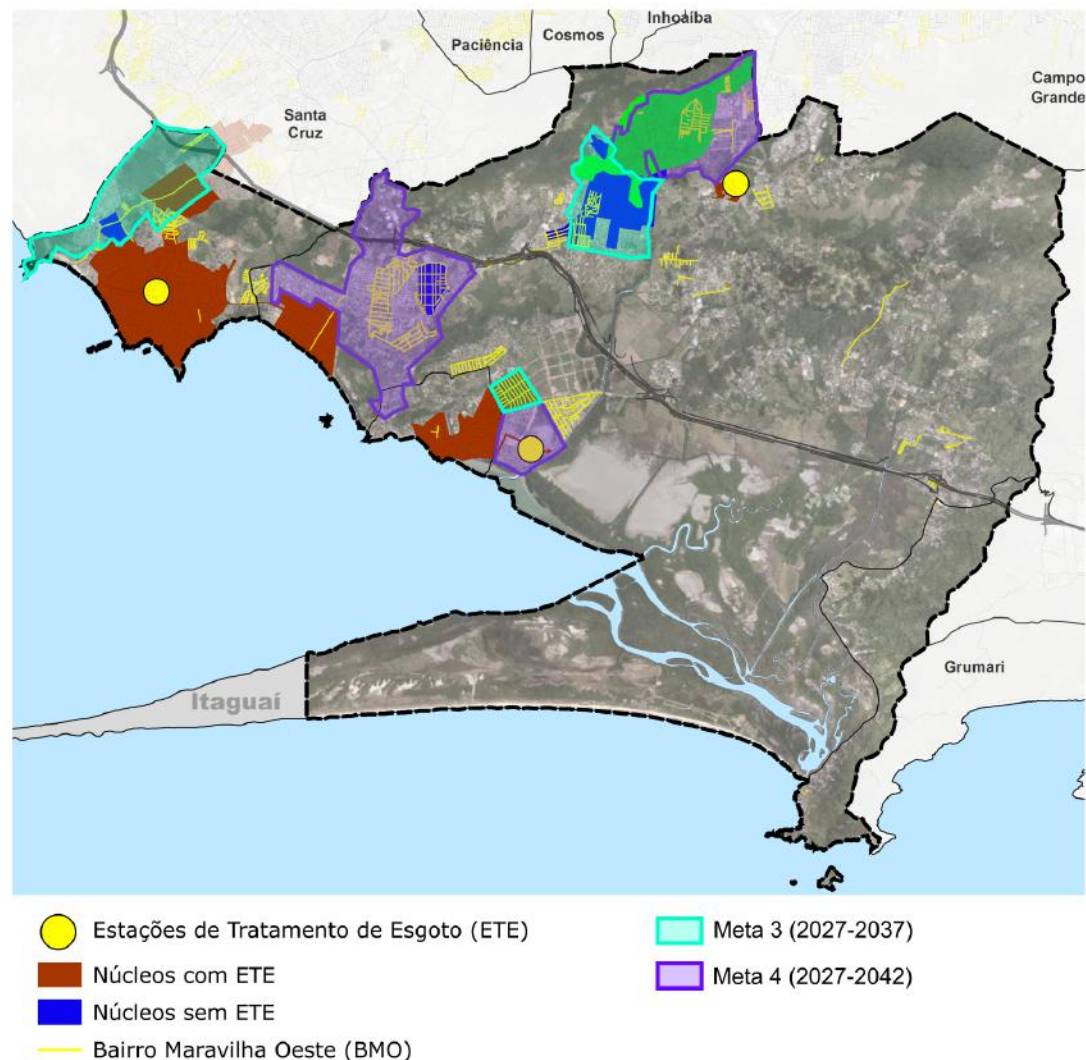 Inhoaíba
Cosmos
Paciência
Campo
Grande
Santa
Cruz
Grumari
Itaguaí
Estações de Tratamento de Esgoto (ETE)
Meta 3 (2027-2037)
Núcleos com ETE
Meta 4 (2027-2042)
Núcleos sem ETE
Bairro Maravilha Oeste (BMO)